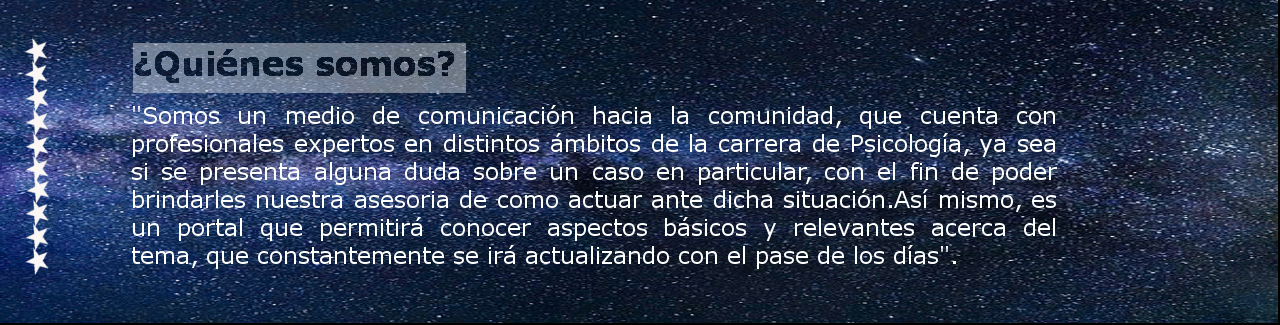 ¿Quiénes somos?
"Somos un medio de comunicación hacia la comunidad, que cuenta con
profesionales expertos en distintos ámbitos de la carrera de Psicología, ya sea
si se presenta alguna duda sobre un caso en particular, con el fin de poder
brindarles nuestra asesoria de como actuar ante dicha situación.Así mismo, es
un portal que permitirá conocer aspectos básicos y relevantes acerca del
tema, que constantemente se irá actualizando con el pase de los días".